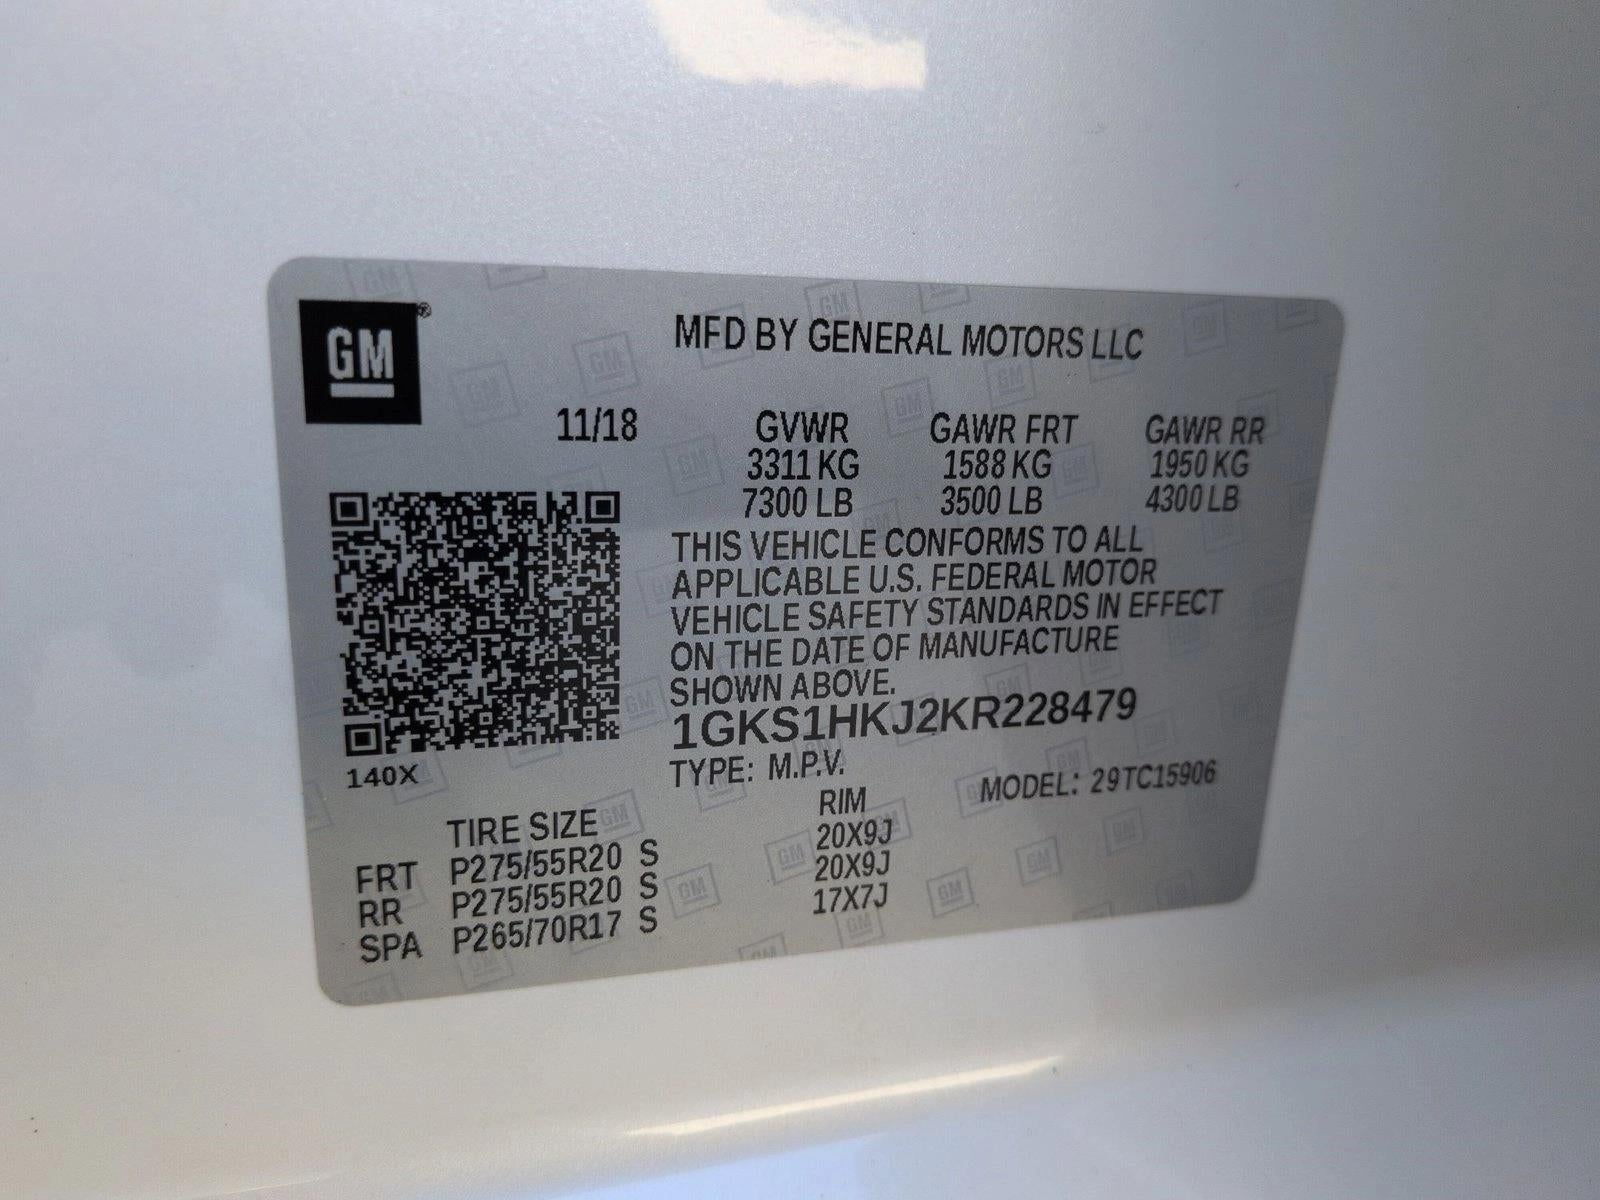 GM®
MFD BY GENERAL MOTORS LLC
11/18 GVWR GAWR FRT GAWR RR
3311 KG 1588 KG 1950 KG
7300 LB 3500 LB 4300 LB
THIS VEHICLE CONFORMS TO ALL
APPLICABLE U.S. FEDERAL MOTOR
VEHICLE SAFETY STANDARDS IN EFFECT
ON THE DATE OF MANUFACTURE
SHOWN ABOVE.
1GKS1HKJ2KR228479
140X
TYPE: M.P.V. MODEL: 29TC15906
TIRE SIZE RIM
FRT P275/55R20 S 20X9J
RR P275/55R20 S 20X9J
SPA P265/70R17 S 17X7J